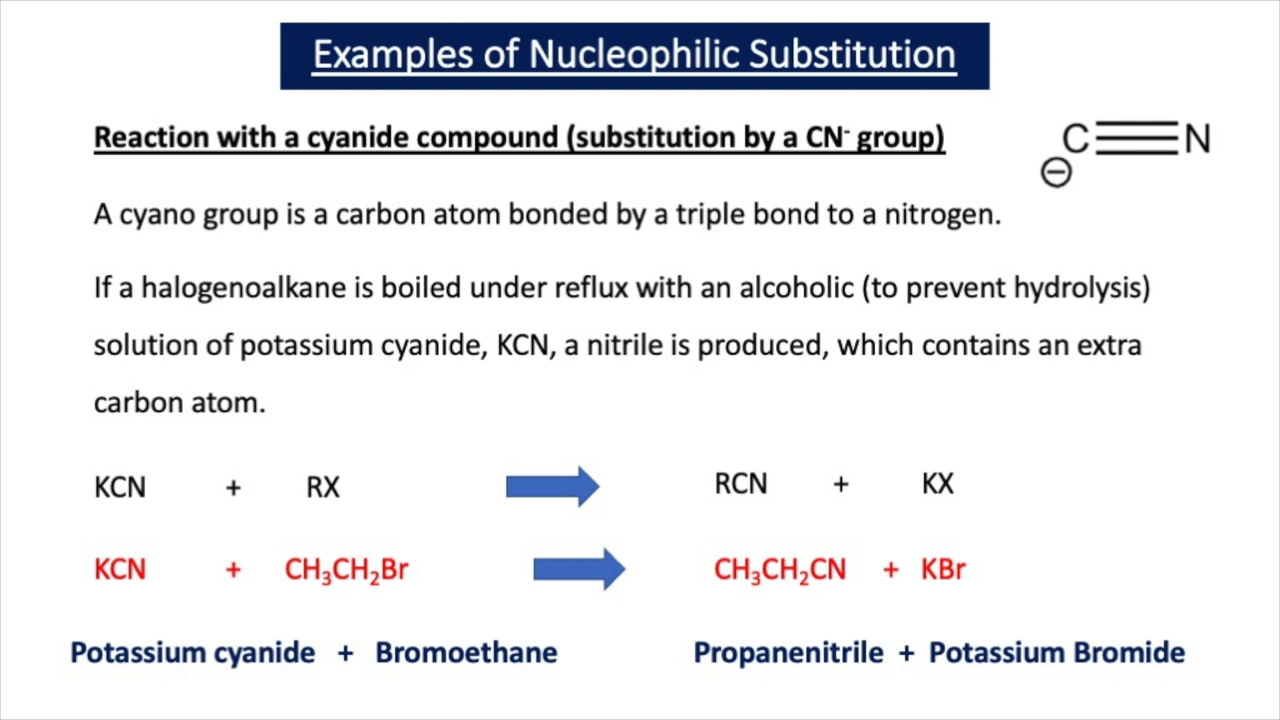 Examples of Nucleophilic Substitution
Reaction with a cyanide compound (substitution by a CN⁻ group)
C≡N
⊖
A cyano group is a carbon atom bonded by a triple bond to a nitrogen.
If a halogenoalkane is boiled under reflux with an alcoholic (to prevent hydrolysis)
solution of potassium cyanide, KCN, a nitrile is produced, which contains an extra
carbon atom.
KCN + RX RCN + KX
KCN + CH₃CH₂Br CH₃CH₂CN + KBr
Potassium cyanide + Bromoethane Propanenitrile + Potassium Bromide